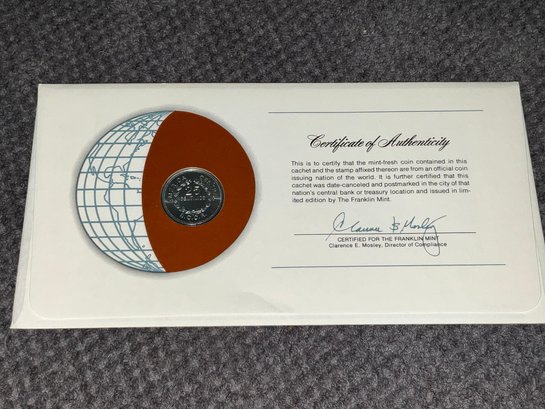 25
Certificate of Authenticity
This is to certify that the mint-fresh coin contained in this
cachet and the stamp affixed thereon are from an official coin
issuing nation of the world. It is further certified that this
cachet was date-canceled and postmarked in the city of that
nation's central bank or treasury location and issued in lim-
ited edition by The Franklin Mint.
Clarence E. Mosley
CERTIFIED FOR THE FRANKLIN MINT
Clarence E. Mosley, Director of Compliance